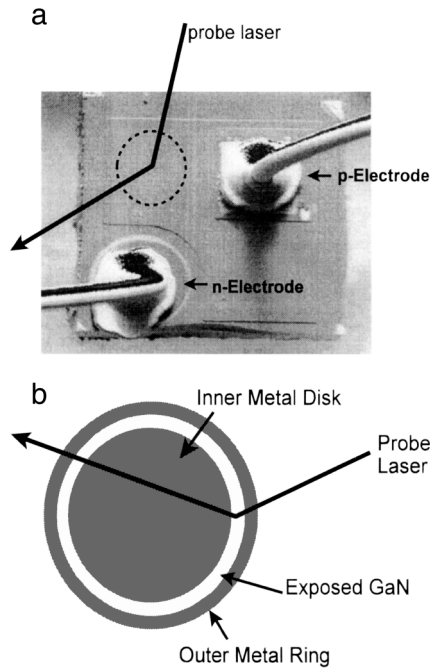 a
probe laser
p-Electrode
n-Electrode
b
Inner Metal Disk
Probe
Laser
Exposed GaN
Outer Metal Ring